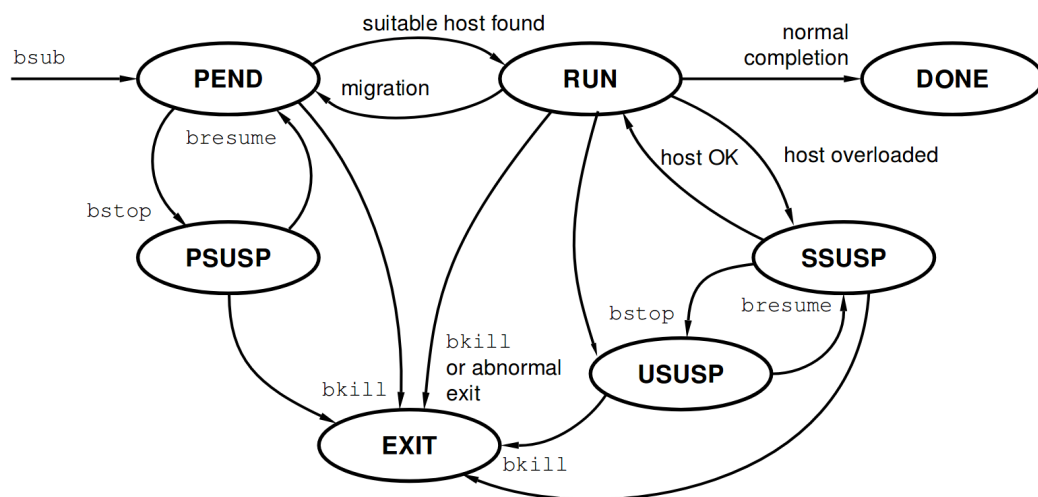 suitable host found
normal
completion
bsub
PEND
RUN
DONE
migration
bresume
host OK
host overloaded
bstop
PSUSP
SSUSP
bstop
bresume
bkill
or abnormal
exit
USUSP
bkill
EXIT
bkill